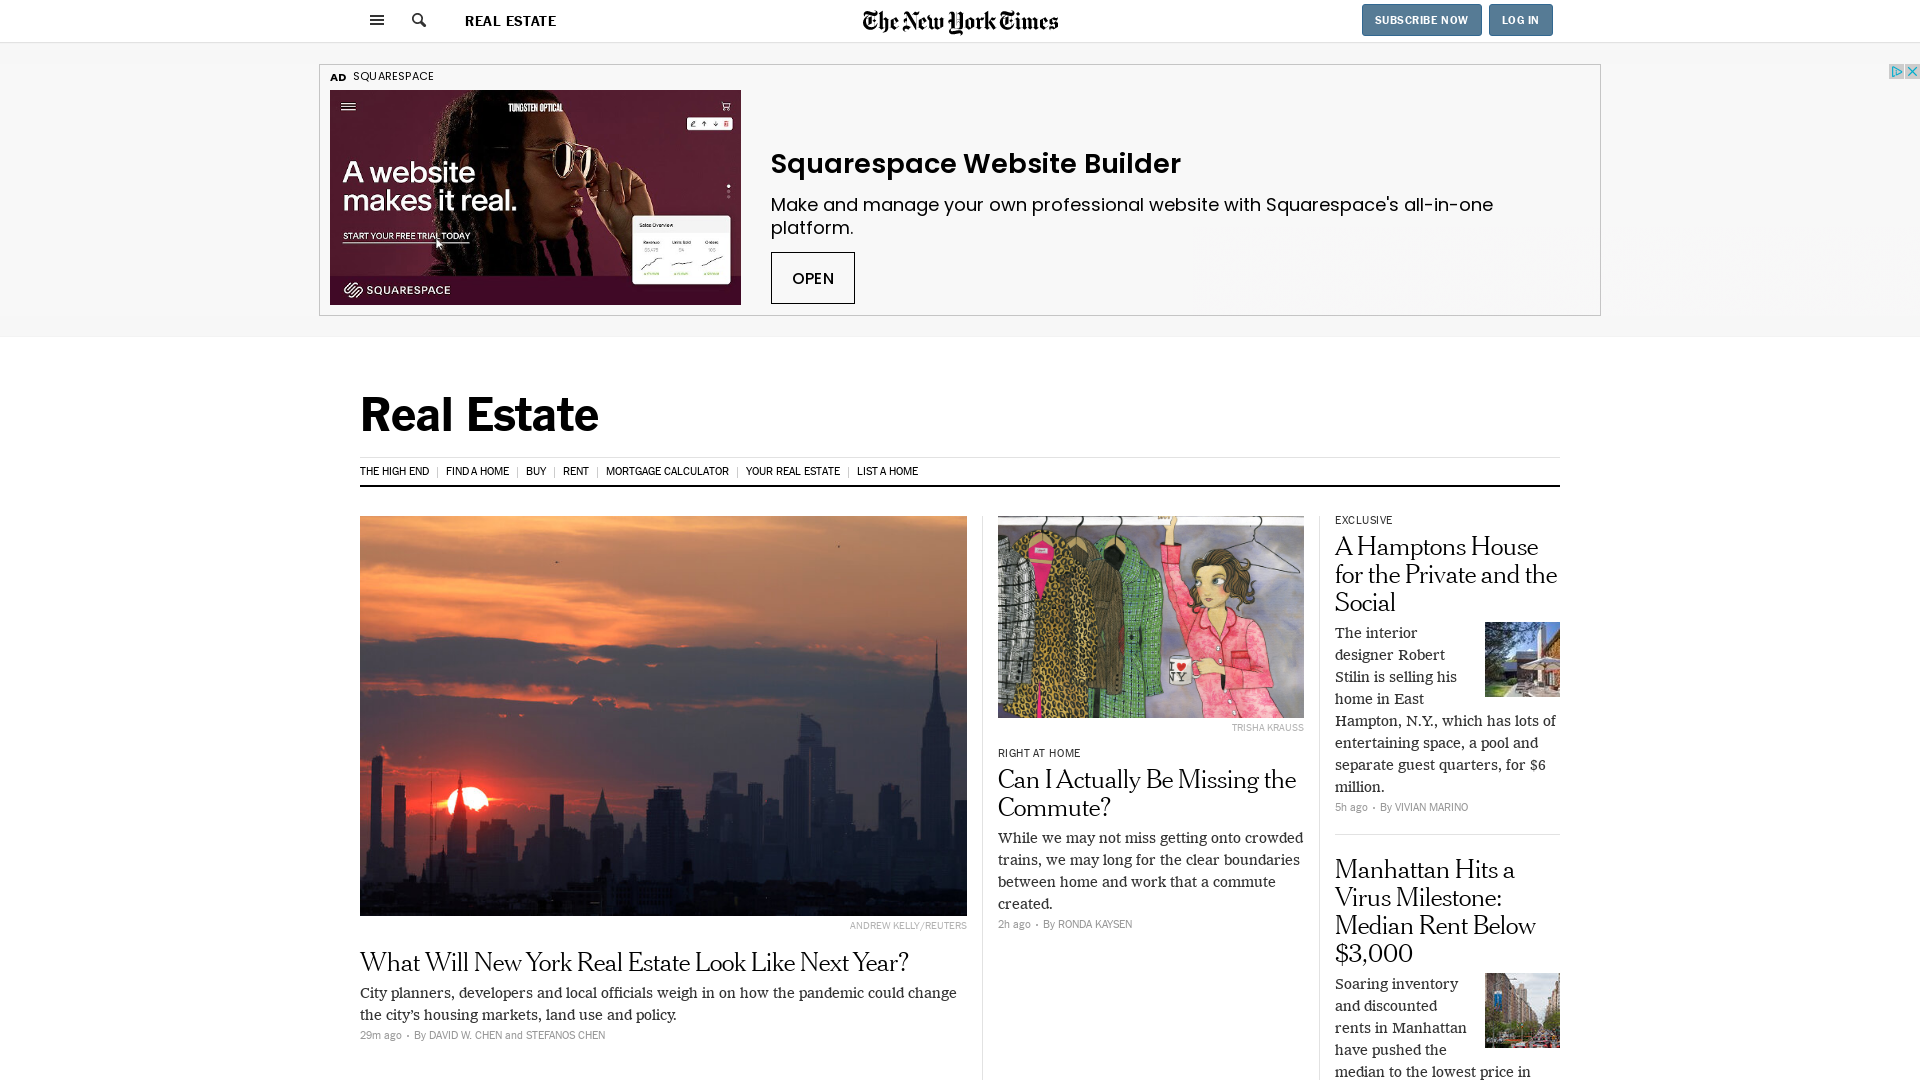 REAL ESTATE
The New York Times
SUBSCRIBE NOW
LOG IN
AD SQUARESPACE
TUNGSTEN OPTICAL
A website
makes it real.
START YOUR FREE TRIAL TODAY
Sales Overview
Revenue
Units Sold
Orders
SQUARESPACE
Squarespace Website Builder
Make and manage your own professional website with Squarespace's all-in-one
platform.
OPEN
Real Estate
THE HIGH END
FIND A HOME
BUY
RENT
MORTGAGE CALCULATOR
YOUR REAL ESTATE
LIST A HOME
ANDREW KELLY/REUTERS
What Will New York Real Estate Look Like Next Year?
City planners, developers and local officials weigh in on how the pandemic could change
the city’s housing markets, land use and policy.
29m ago • By DAVID W. CHEN and STEFANOS CHEN
I ♥
NY
TRISHA KRAUSS
RIGHT AT HOME
Can I Actually Be Missing the
Commute?
While we may not miss getting onto crowded
trains, we may long for the clear boundaries
between home and work that a commute
created.
2h ago • By RONDA KAYSEN
EXCLUSIVE
A Hamptons House
for the Private and the
Social
The interior
designer Robert
Stilin is selling his
home in East
Hampton, N.Y., which has lots of
entertaining space, a pool and
separate guest quarters, for $6
million.
5h ago • By VIVIAN MARINO
Manhattan Hits a
Virus Milestone:
Median Rent Below
$3,000
Soaring inventory
and discounted
rents in Manhattan
have pushed the
median to the lowest price in